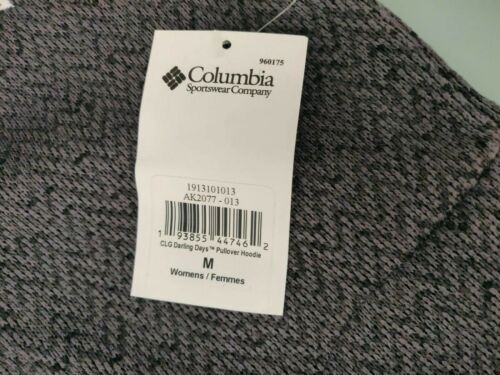 960175
Columbia
Sportswear Company
1913101013
AK2077 - 013
1 93855 44746 2
CLG Darling Days™ Pullover Hoodie
M
Womens / Femmes